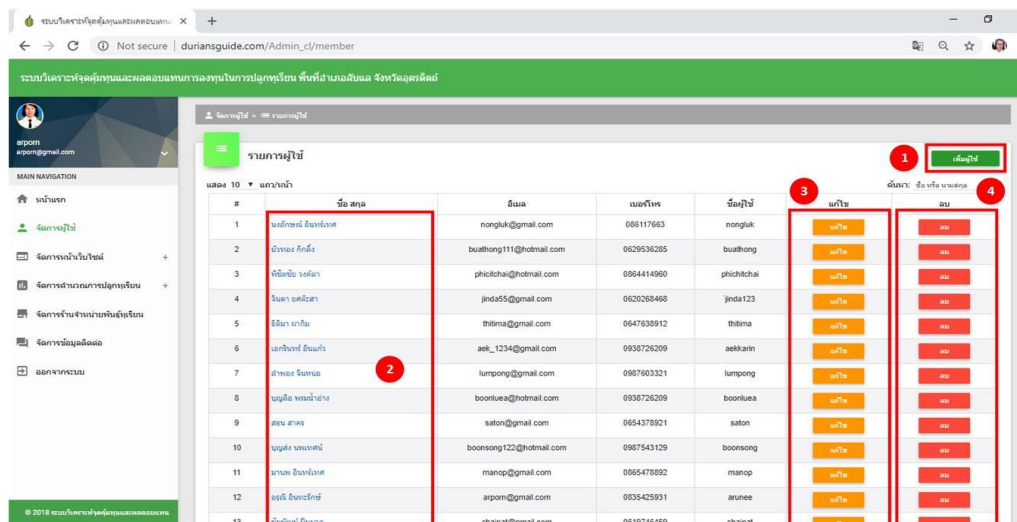 ระบบวิเคราะห์จุดคุ้มทุนและผลตอบแทน
Not secure | duriansguide.com/Admin_cl/member
ระบบวิเคราะห์จุดคุ้มทุนและผลตอบแทนการลงทุนในการปลูกทุเรียน พื้นที่อำเภอลับแล จังหวัดอุตรดิตถ์
จัดการผู้ใช้ > รายการผู้ใช้
arporn
arporn@gmail.com
MAIN NAVIGATION
หน้าแรก
จัดการผู้ใช้
จัดการหน้าเว็บไซต์ +
จัดการคำนวณการปลูกทุเรียน +
จัดการร้านจำหน่ายพันธุ์ทุเรียน
จัดการข้อมูลติดต่อ
ออกจากระบบ
© 2018 ระบบวิเคราะห์จุดคุ้มทุนและผลตอบแทน
รายการผู้ใช้
1 เพิ่มผู้ใช้
แสดง 10 แถว/หน้า
ค้นหา: ชื่อ หรือ นามสกุล
3 4
# ชื่อ สกุล อีเมล เบอร์โทร ชื่อผู้ใช้ แก้ไข ลบ
1 นงลักษณ์ อินทร์เทศ nongluk@gmail.com 086117663 nongluk แก้ไข ลบ
2 บัวทอง กิกอึ้ง buathong111@hotmail.com 0629536285 buathong แก้ไข ลบ
3 พิชิตชัย วงค์ดา phicitchai@hotmail.com 0864414960 phichitchai แก้ไข ลบ
4 จินดา jinda55@gmail.com 0620268468 ๋jinda123 แก้ไข ลบ
5 ธิติมา มากิม thitima@gmail.com 0647638912 thitima แก้ไข ลบ
6 เอกรินทร์ อินแก้ว aek_1234@gmail.com 0938726209 aekkarin แก้ไข ลบ
7 ลำพอง จีนหน่อ lumpong@gmail.com 0987603321 lumpong แก้ไข ลบ
2
8 บุญลือ พรมน้ำอ่าง boonluea@hotmail.com 0938726209 boonluea แก้ไข ลบ
9 สาคร saton@gmail.com 0654378921 saton แก้ไข ลบ
10 บุญส่ง นพเทศน์ boonsong122@hotmail.com 0987543129 boonsong แก้ไข ลบ
11 มานพ อินทร์เทศ manop@gmail.com 0865478892 manop แก้ไข ลบ
12 อรุณี อินทะรักษ์ arporn@gmail.com 0835425931 arunee แก้ไข ลบ
13 chainat@gmail.com 0619746459 chainat